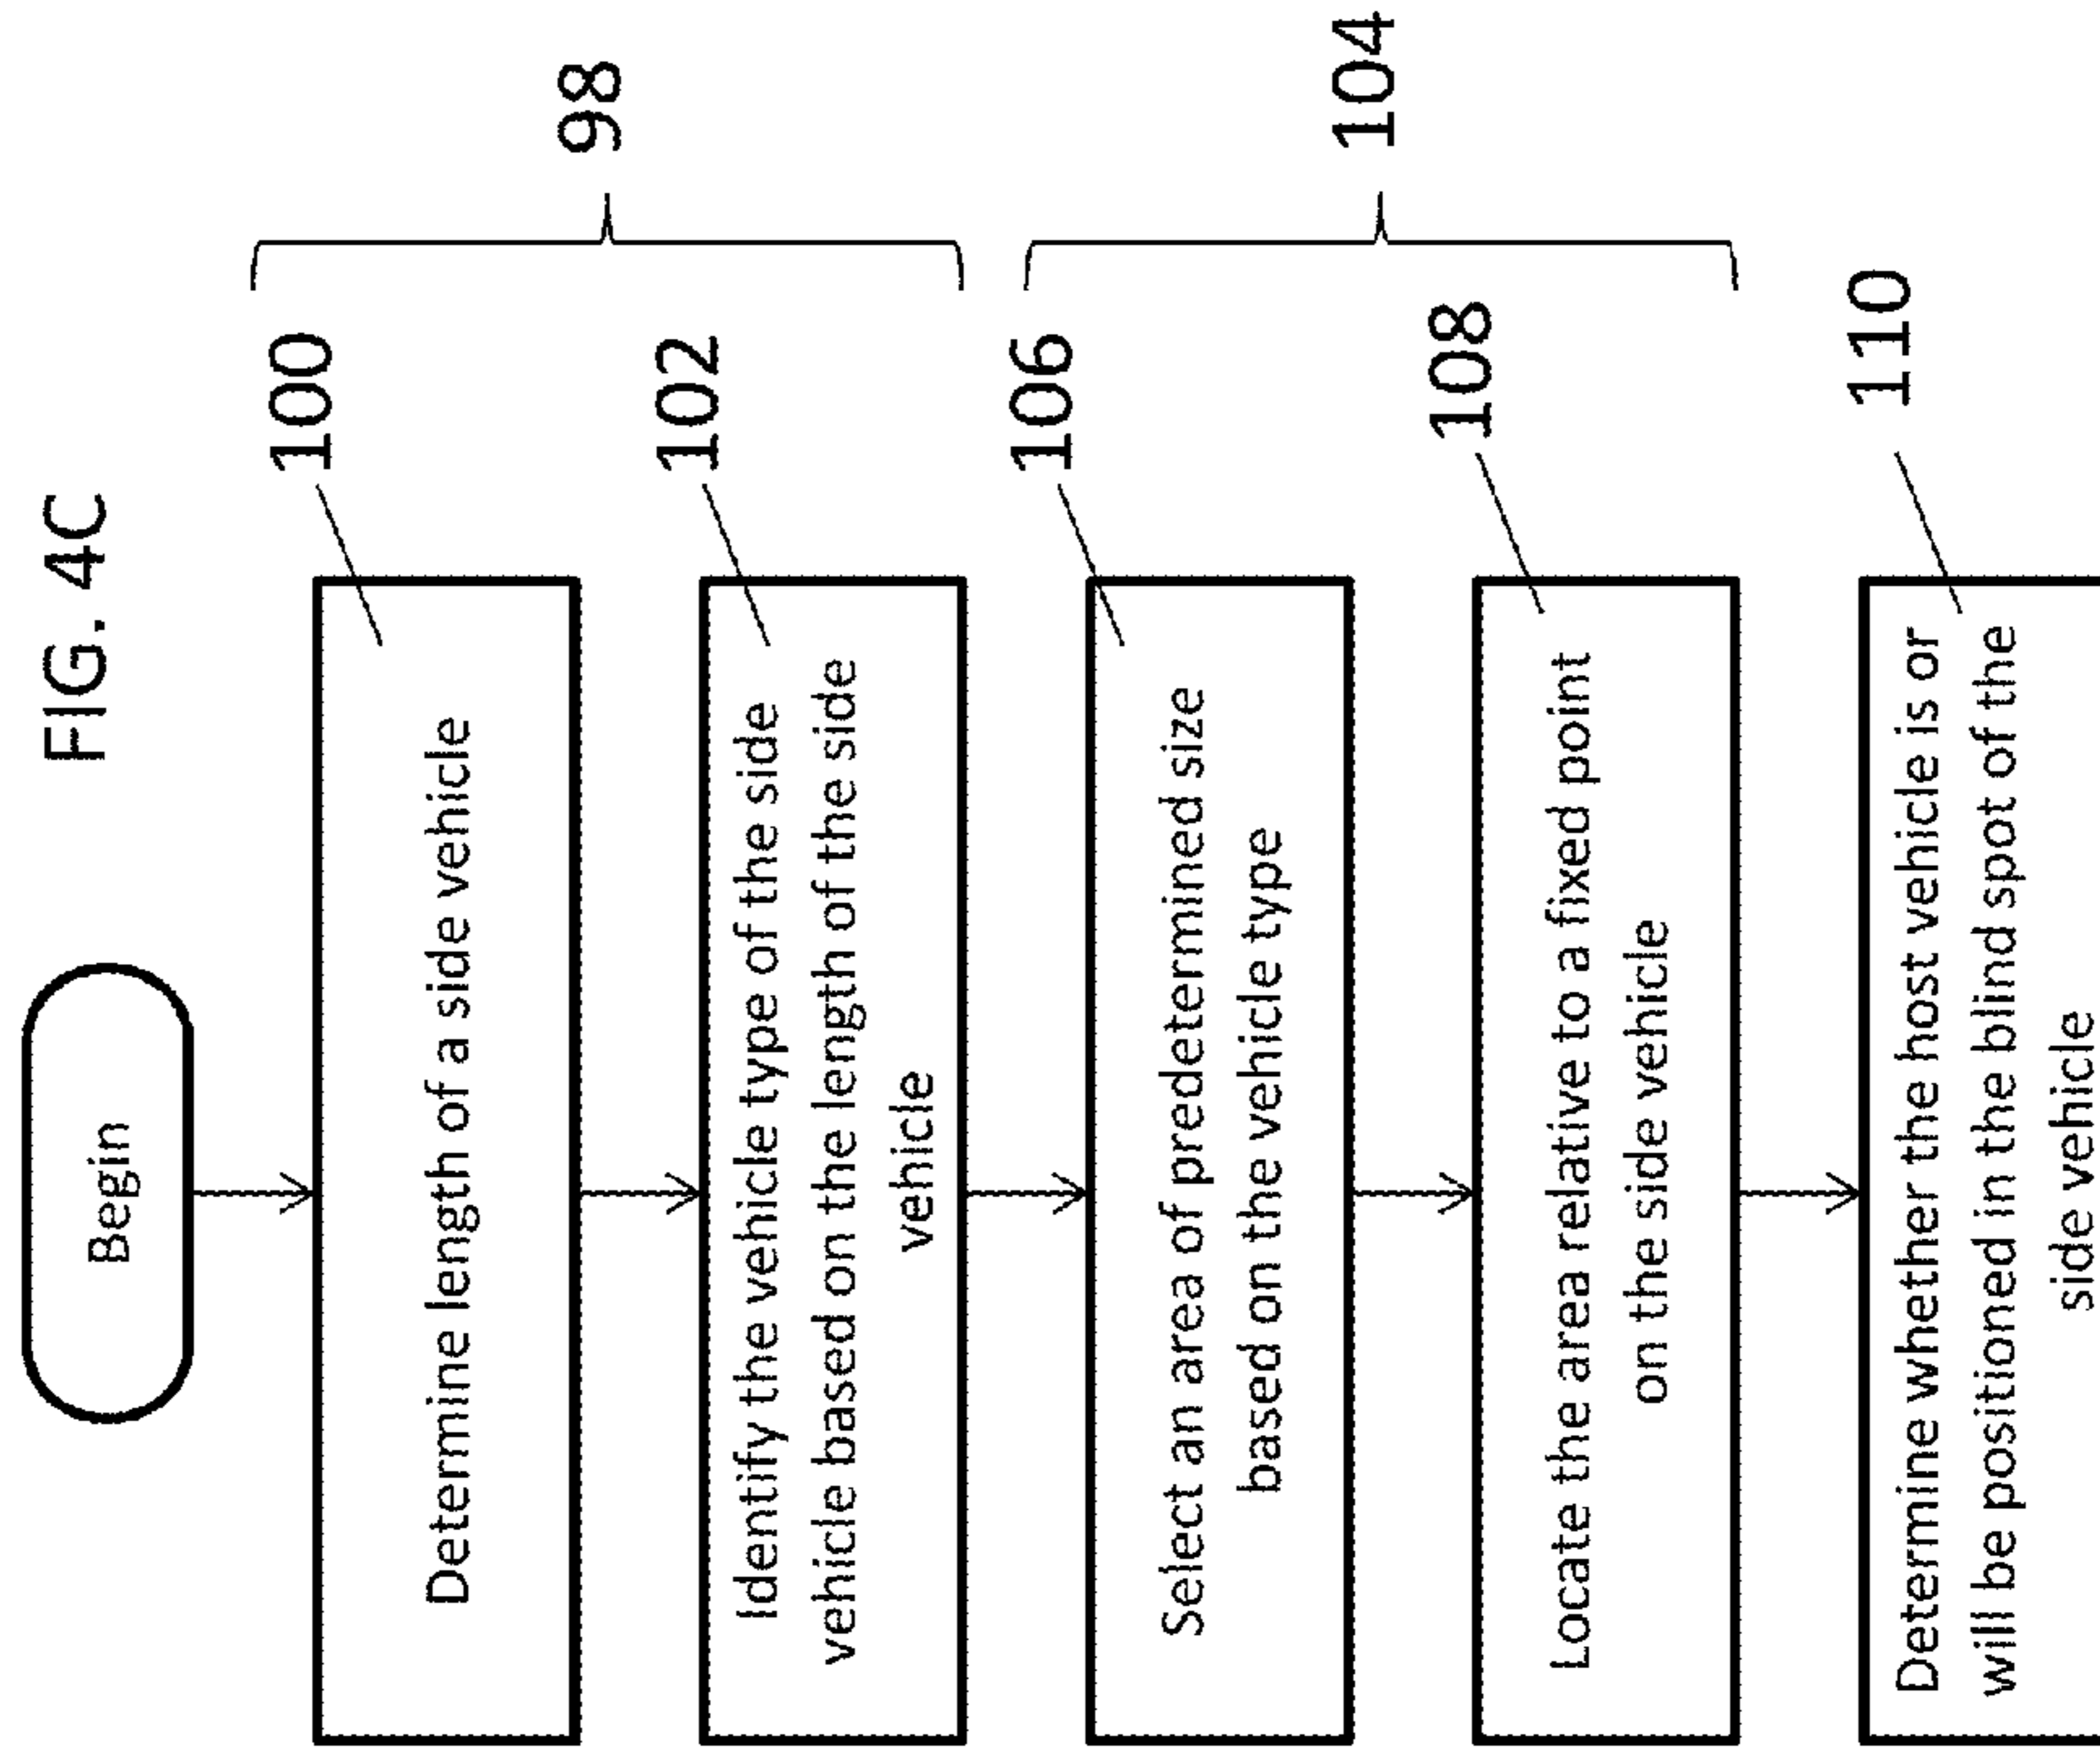 FIG. 4C
Begin
100
Determine length of a side vehicle
98
102
Identify the vehicle type of the side
vehicle based on the length of the side
vehicle
106
Select an area of predetermined size
based on the vehicle type
104
108
Locate the area relative to a fixed point
on the side vehicle
110
Determine whether the host vehicle is or
will be positioned in the blind spot of the
side vehicle